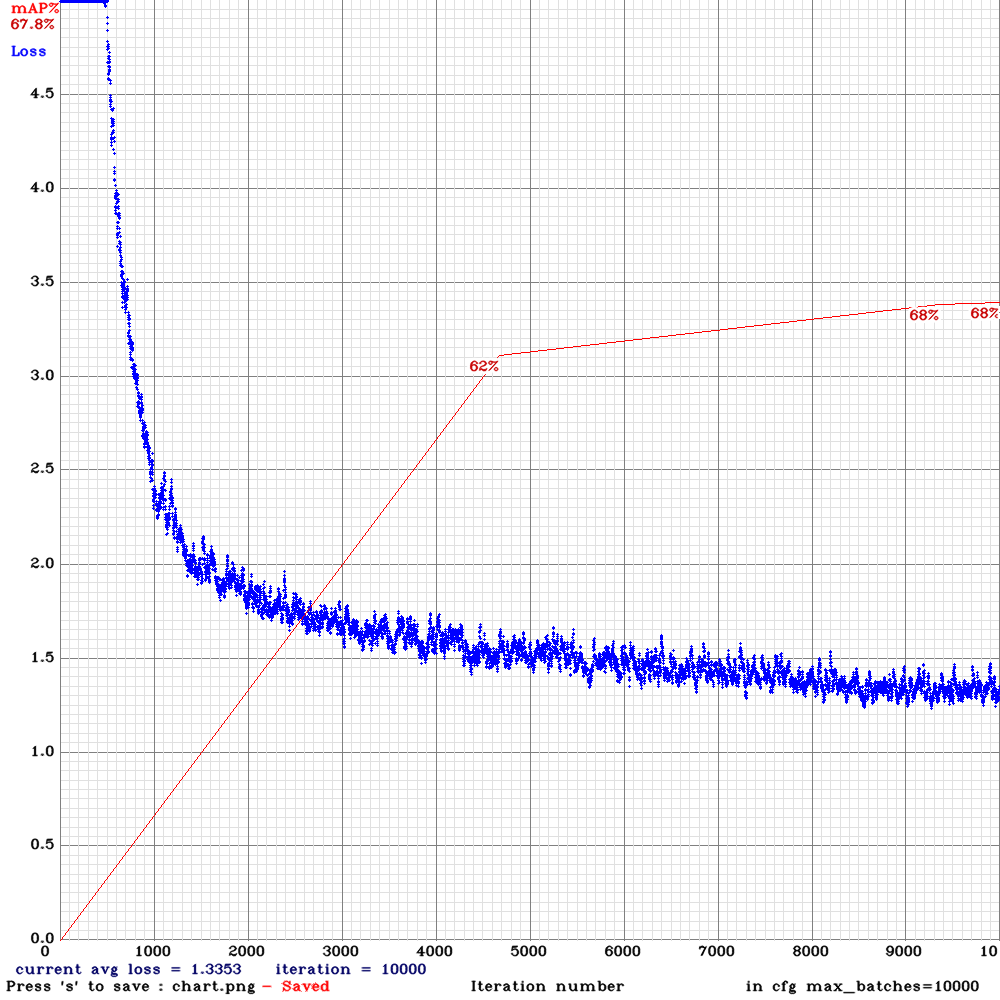 mAP%
67.8%
Loss
4.5
4.0
3.5
68%
68%
62%
3.0
2.5
2.0
1.5
1.0
0.5
0.0
0 1000 2000 3000 4000 5000 6000 7000 8000 9000 10
current avg loss = 1.3353 iteration = 10000
Press 's' to save : chart.png - Saved Iteration number in cfg max_batches=10000